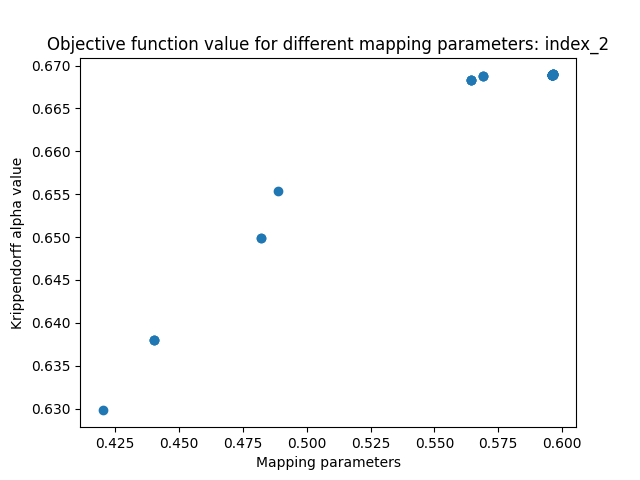 Objective function value for different mapping parameters: index_2
0.670
0.665
0.660
0.655
0.650
0.645
0.640
0.635
0.630
Krippendorff alpha value
0.425 0.450 0.475 0.500 0.525 0.550 0.575 0.600
Mapping parameters